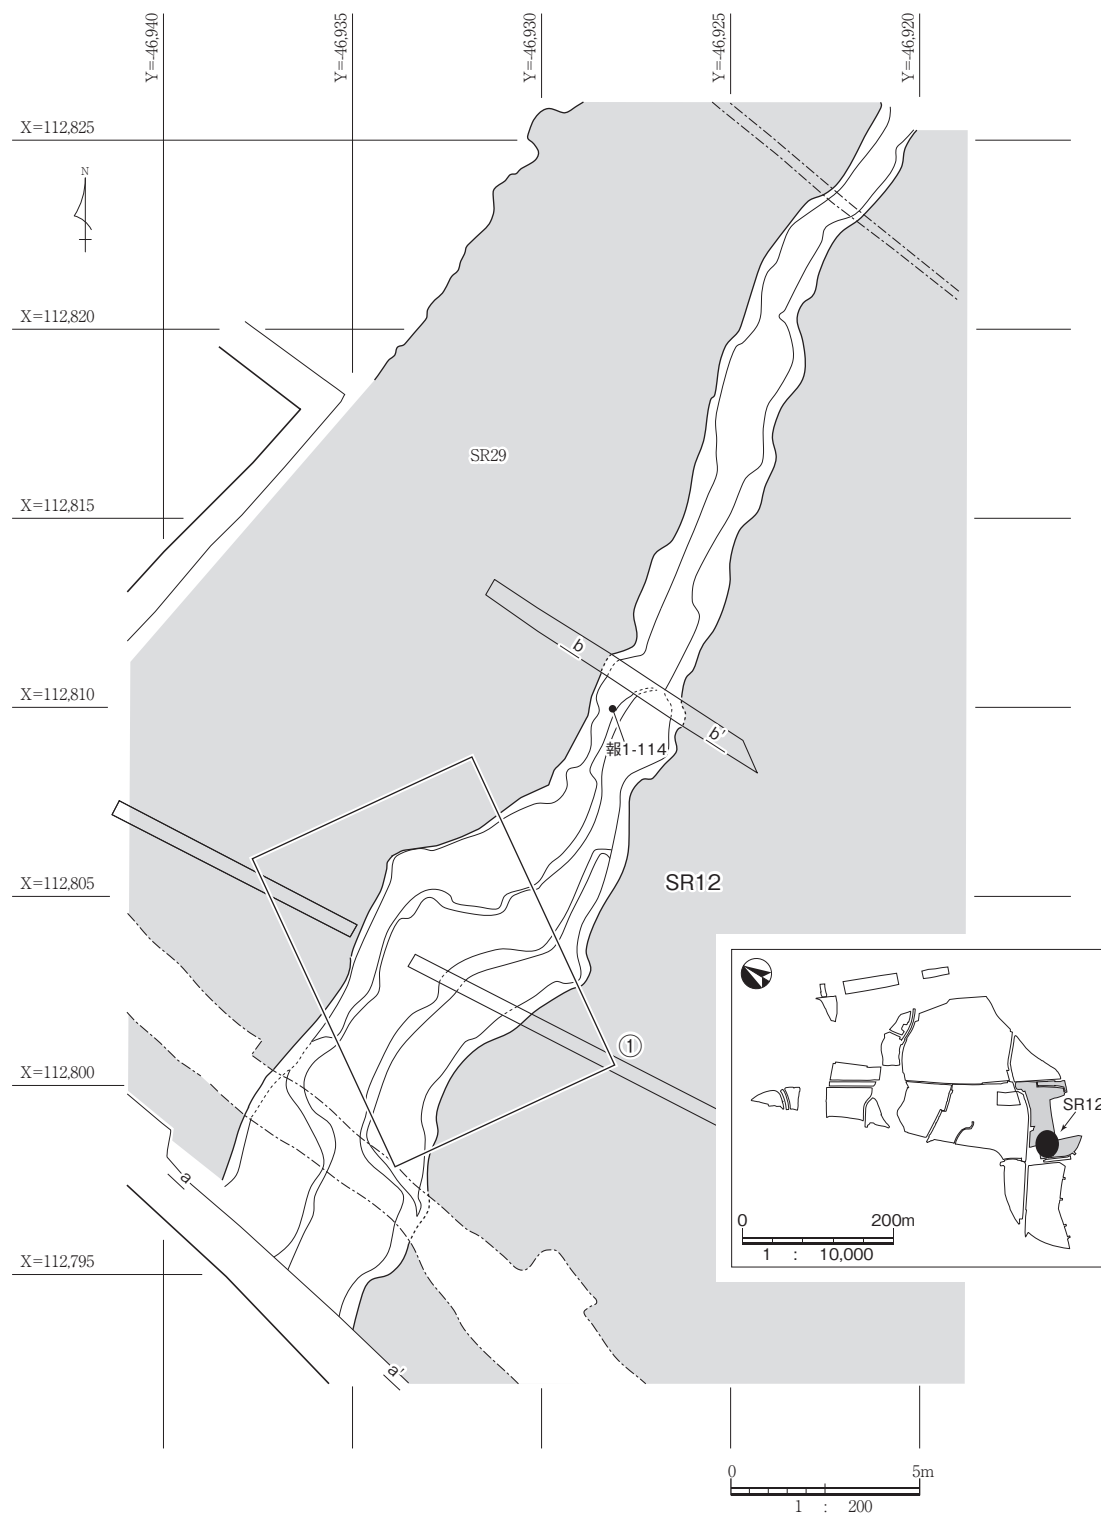 Y=-46,940
Y=-46,935
Y=-46,930
Y=-46,925
Y=-46,920
X=112,825
N
X=112,820
SR29
X=112,815
b
X=112,810
b'
報1-114
X=112,805
SR12
①
X=112,800
SR12
a
0 200m
1 : 10,000
X=112,795
a'
0 5m
1 : 200